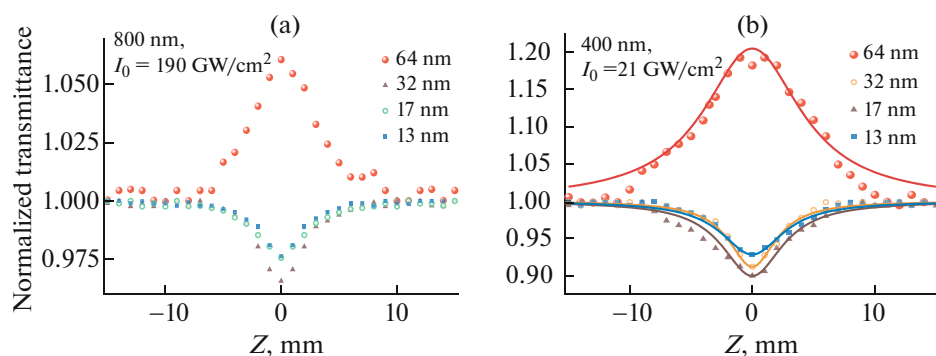 (a)
800 nm,
I0 = 190 GW/cm2
64 nm
32 nm
17 nm
13 nm
Normalized transmittance
1.050
1.025
1.000
0.975
−10
0
10
Z, mm
(b)
400 nm,
I0 =21 GW/cm2
64 nm
32 nm
17 nm
13 nm
1.20
1.15
1.10
1.05
1.00
0.95
0.90
−10
0
10
Z, mm